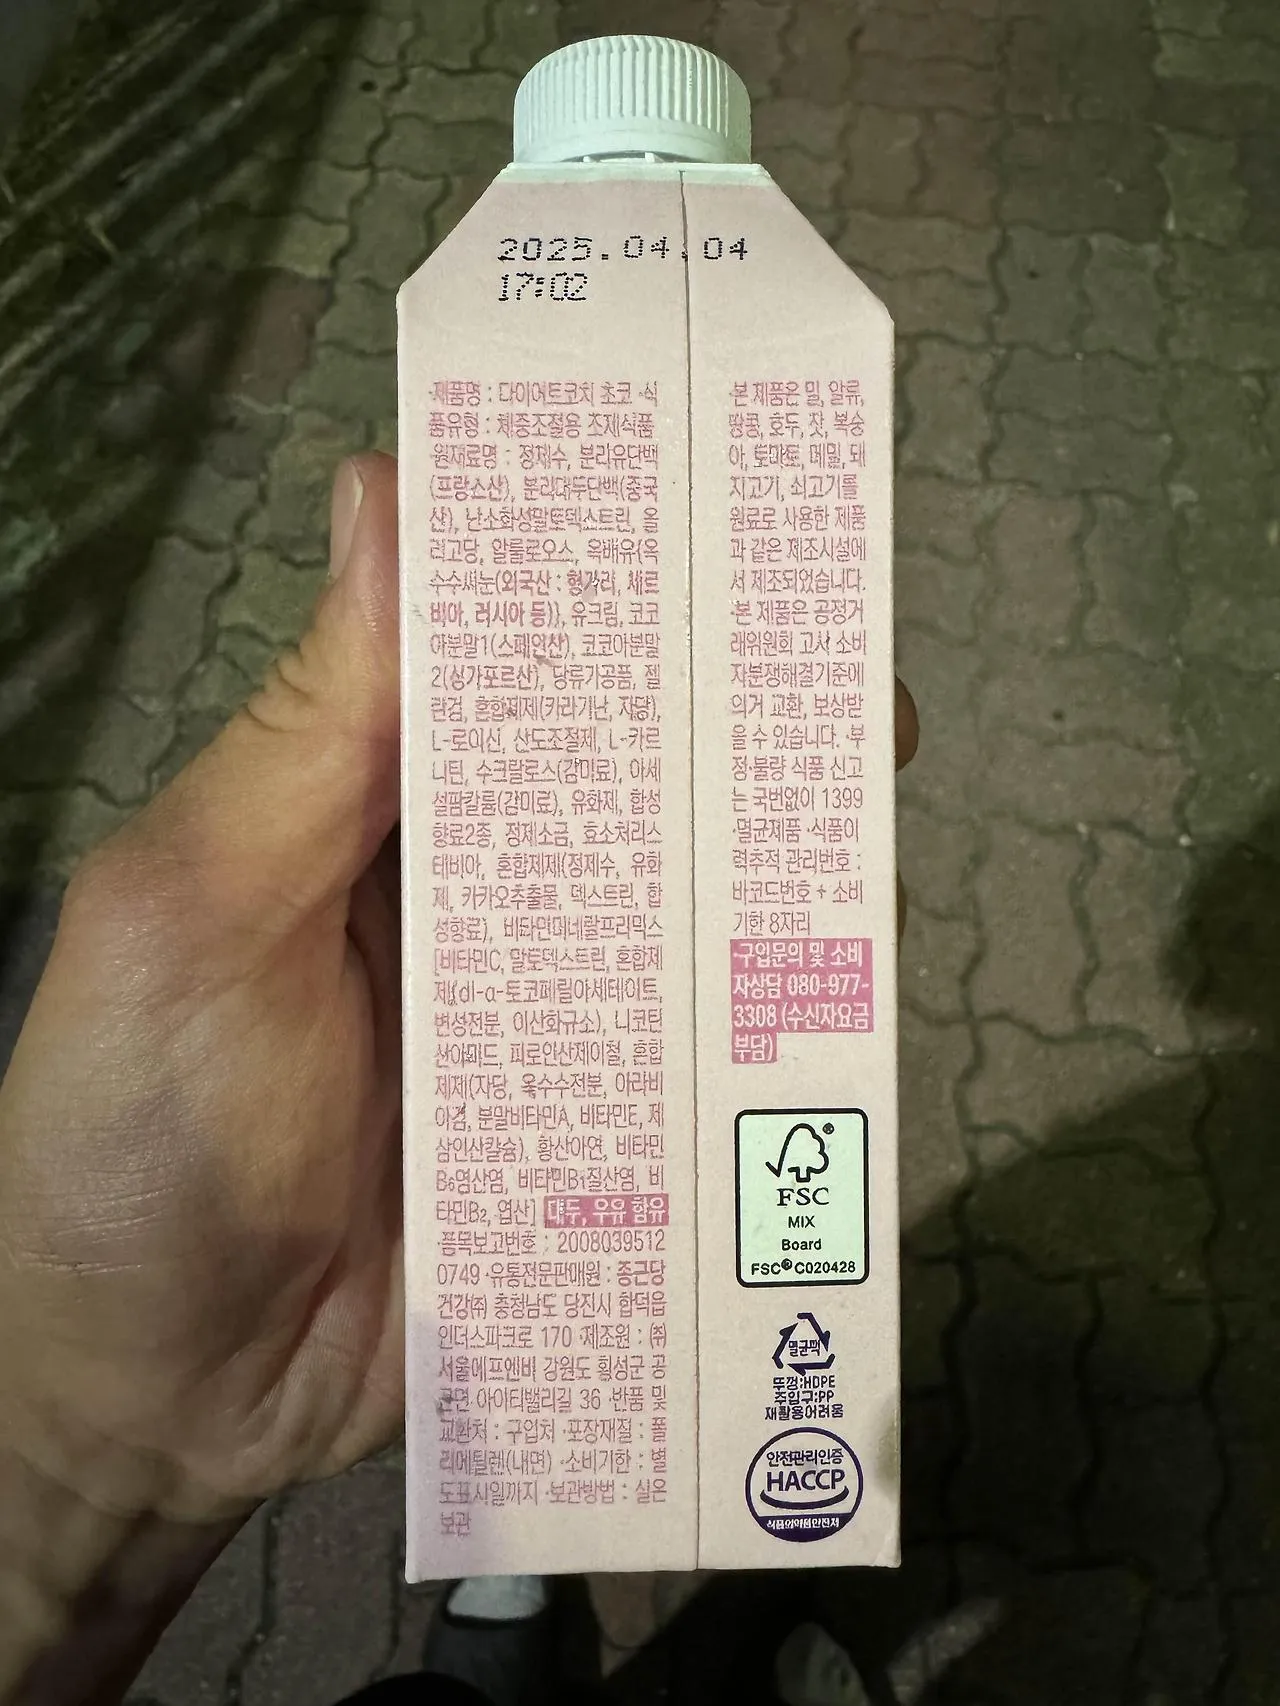 2025.04.04
17:02
·제품명 : 다이어트코치 초코 ·식
품유형 : 체중조절용 조제식품
·원재료명 : 정제수, 분리유단백
(프랑스산), 분리대두단백(중국
산), 난소화성말토덱스트린, 올
리고당, 알룰로오스, 옥배유{옥
수수씨눈(외국산 : 헝가리, 세르
비아, 러시아 등)}, 유크림, 코코
아분말1(스페인산), 코코아분말
2(싱가포르산), 당류가공품, 젤
란검, 혼합제제(카라기난, 자당),
L-로이신, 산도조절제, L-카르
니틴, 수크랄로스(감미료), 아세
설팜칼륨(감미료), 유화제, 합성
향료2종, 정제소금, 효소처리스
테비아, 혼합제제(정제수, 유화
제, 카카오추출물, 덱스트린, 합
성향료), 비타민미네랄프리믹스
[비타민C, 말토덱스트린, 혼합제
제(dl-α-토코페릴아세테이트,
변성전분, 이산화규소), 니코틴
산아미드, 피로인산제이철, 혼합
제제(자당, 옥수수전분, 아라비
아검, 분말비타민A, 비타민E, 제
삼인산칼슘), 황산아연, 비타민
B₆염산염, 비타민B₁질산염, 비
타민B₂, 엽산] 대두, 우유 함유
·품목보고번호 : 2008039512
0749 ·유통전문판매원 : 종근당
건강㈜ 충청남도 당진시 합덕읍
인더스파크로 170 ·제조원 : ㈜
서울에프엔비 강원도 횡성군 공
근면 아이티밸리길 36 ·반품 및
교환처 : 구입처 ·포장재질 : 폴
리에틸렌(내면) ·소비기한 : 별
도표시일까지 ·보관방법 : 실온
보관
·본 제품은 밀, 알류,
땅콩, 호두, 잣, 복숭
아, 토마토, 메밀, 돼
지고기, 쇠고기를
원료로 사용한 제품
과 같은 제조시설에
서 제조되었습니다.
·본 제품은 공정거
래위원회 고시 소비
자분쟁해결기준에
의거 교환, 보상받
을 수 있습니다. ·부
정·불량 식품 신고
는 국번없이 1399
·멸균제품 ·식품이
력추적 관리번호 :
바코드번호 + 소비
기한 8자리
구입문의 및 소비
자상담 080-977-
3308 (수신자요금
부담)
FSC
MIX
Board
FSC® C020428
멸균팩
뚜껑:HDPE
주입구:PP
재활용어려움
안전관리인증
HACCP
식품의약품안전처